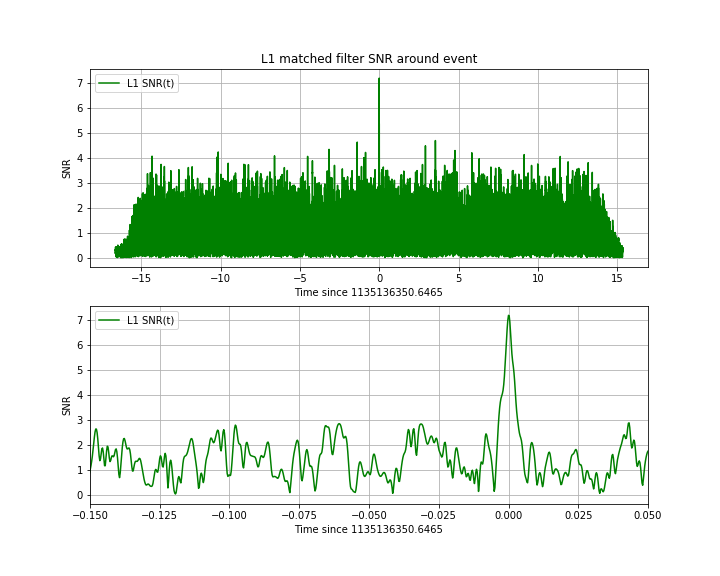 L1 matched filter SNR around event
L1 SNR(t)
SNR
7
6
5
4
3
2
1
0
−15 −10 −5 0 5 10 15
Time since 1135136350.6465
L1 SNR(t)
SNR
7
6
5
4
3
2
1
0
−0.150 −0.125 −0.100 −0.075 −0.050 −0.025 0.000 0.025 0.050
Time since 1135136350.6465